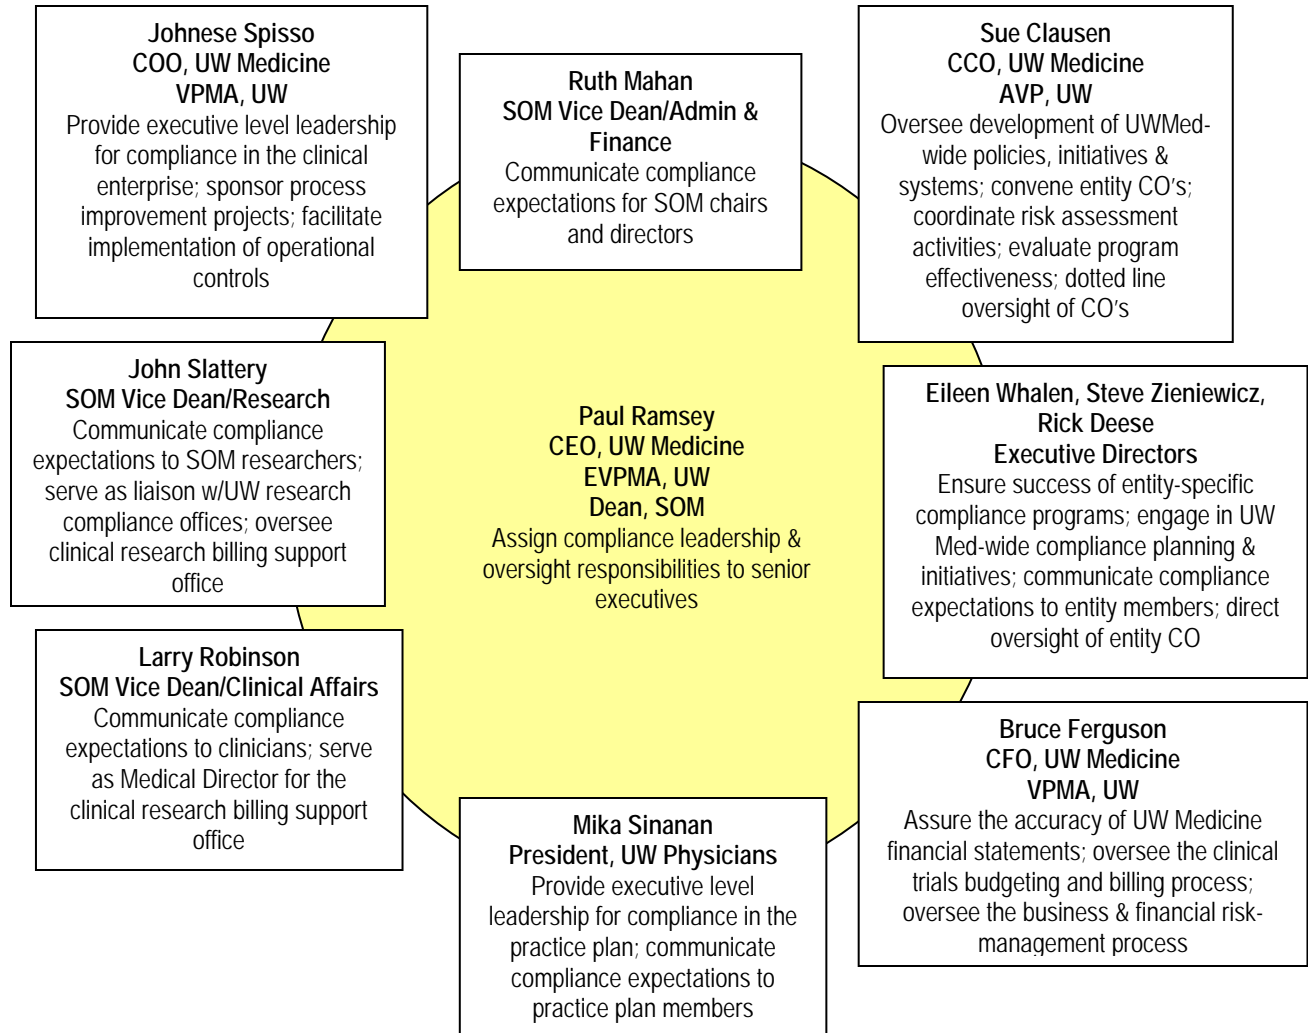 Johnese Spisso
COO, UW Medicine
VPMA, UW
Provide executive level leadership
for compliance in the clinical
enterprise; sponsor process
improvement projects; facilitate
implementation of operational
controls
Ruth Mahan
SOM Vice Dean/Admin &
Finance
Communicate compliance
expectations for SOM chairs
and directors
Sue Clausen
CCO, UW Medicine
AVP, UW
Oversee development of UWMed-
wide policies, initiatives &
systems; convene entity CO's;
coordinate risk assessment
activities; evaluate program
effectiveness; dotted line
oversight of CO's
John Slattery
SOM Vice Dean/Research
Communicate compliance
expectations to SOM researchers;
serve as liaison w/UW research
compliance offices; oversee
clinical research billing support
office
Paul Ramsey
CEO, UW Medicine
EVPMA, UW
Dean, SOM
Assign compliance leadership &
oversight responsibilities to senior
executives
Eileen Whalen, Steve Zieniewicz,
Rick Deese
Executive Directors
Ensure success of entity-specific
compliance programs; engage in UW
Med-wide compliance planning &
initiatives; communicate compliance
expectations to entity members; direct
oversight of entity CO
Larry Robinson
SOM Vice Dean/Clinical Affairs
Communicate compliance
expectations to clinicians; serve
as Medical Director for the
clinical research billing support
office
Mika Sinanan
President, UW Physicians
Provide executive level
leadership for compliance in the
practice plan; communicate
compliance expectations to
practice plan members
Bruce Ferguson
CFO, UW Medicine
VPMA, UW
Assure the accuracy of UW Medicine
financial statements; oversee the clinical
trials budgeting and billing process;
oversee the business & financial risk-
management process